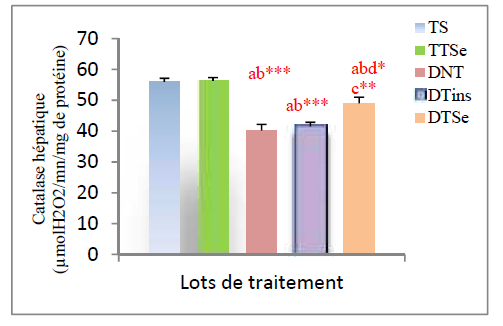 TS
TTSe
DNT
DTins
DTSe
70
60
50
40
30
20
10
0
Catalase hépatique
(µmolH2O2/mn/mg de protéine)
ab***
ab***
abd*
c**
Lots de traitement